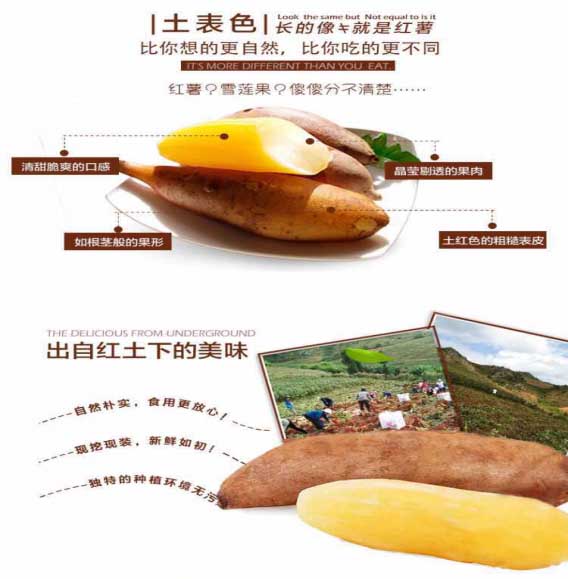 |土表色|
Look the same but Not equal to is it
长的像≠就是红薯
比你想的更自然，比你吃的更不同
IT'S MORE DIFFERENT THAN YOU EAT.
红薯？雪莲果？傻傻分不清楚……
清甜脆爽的口感
晶莹剔透的果肉
如根茎般的果形
土红色的粗糙表皮
THE DELICIOUS FROM-UNDERGROUND
出自红土下的美味
自然朴实，食用更放心！
现挖现装，新鲜如初！
独特的种植环境无污